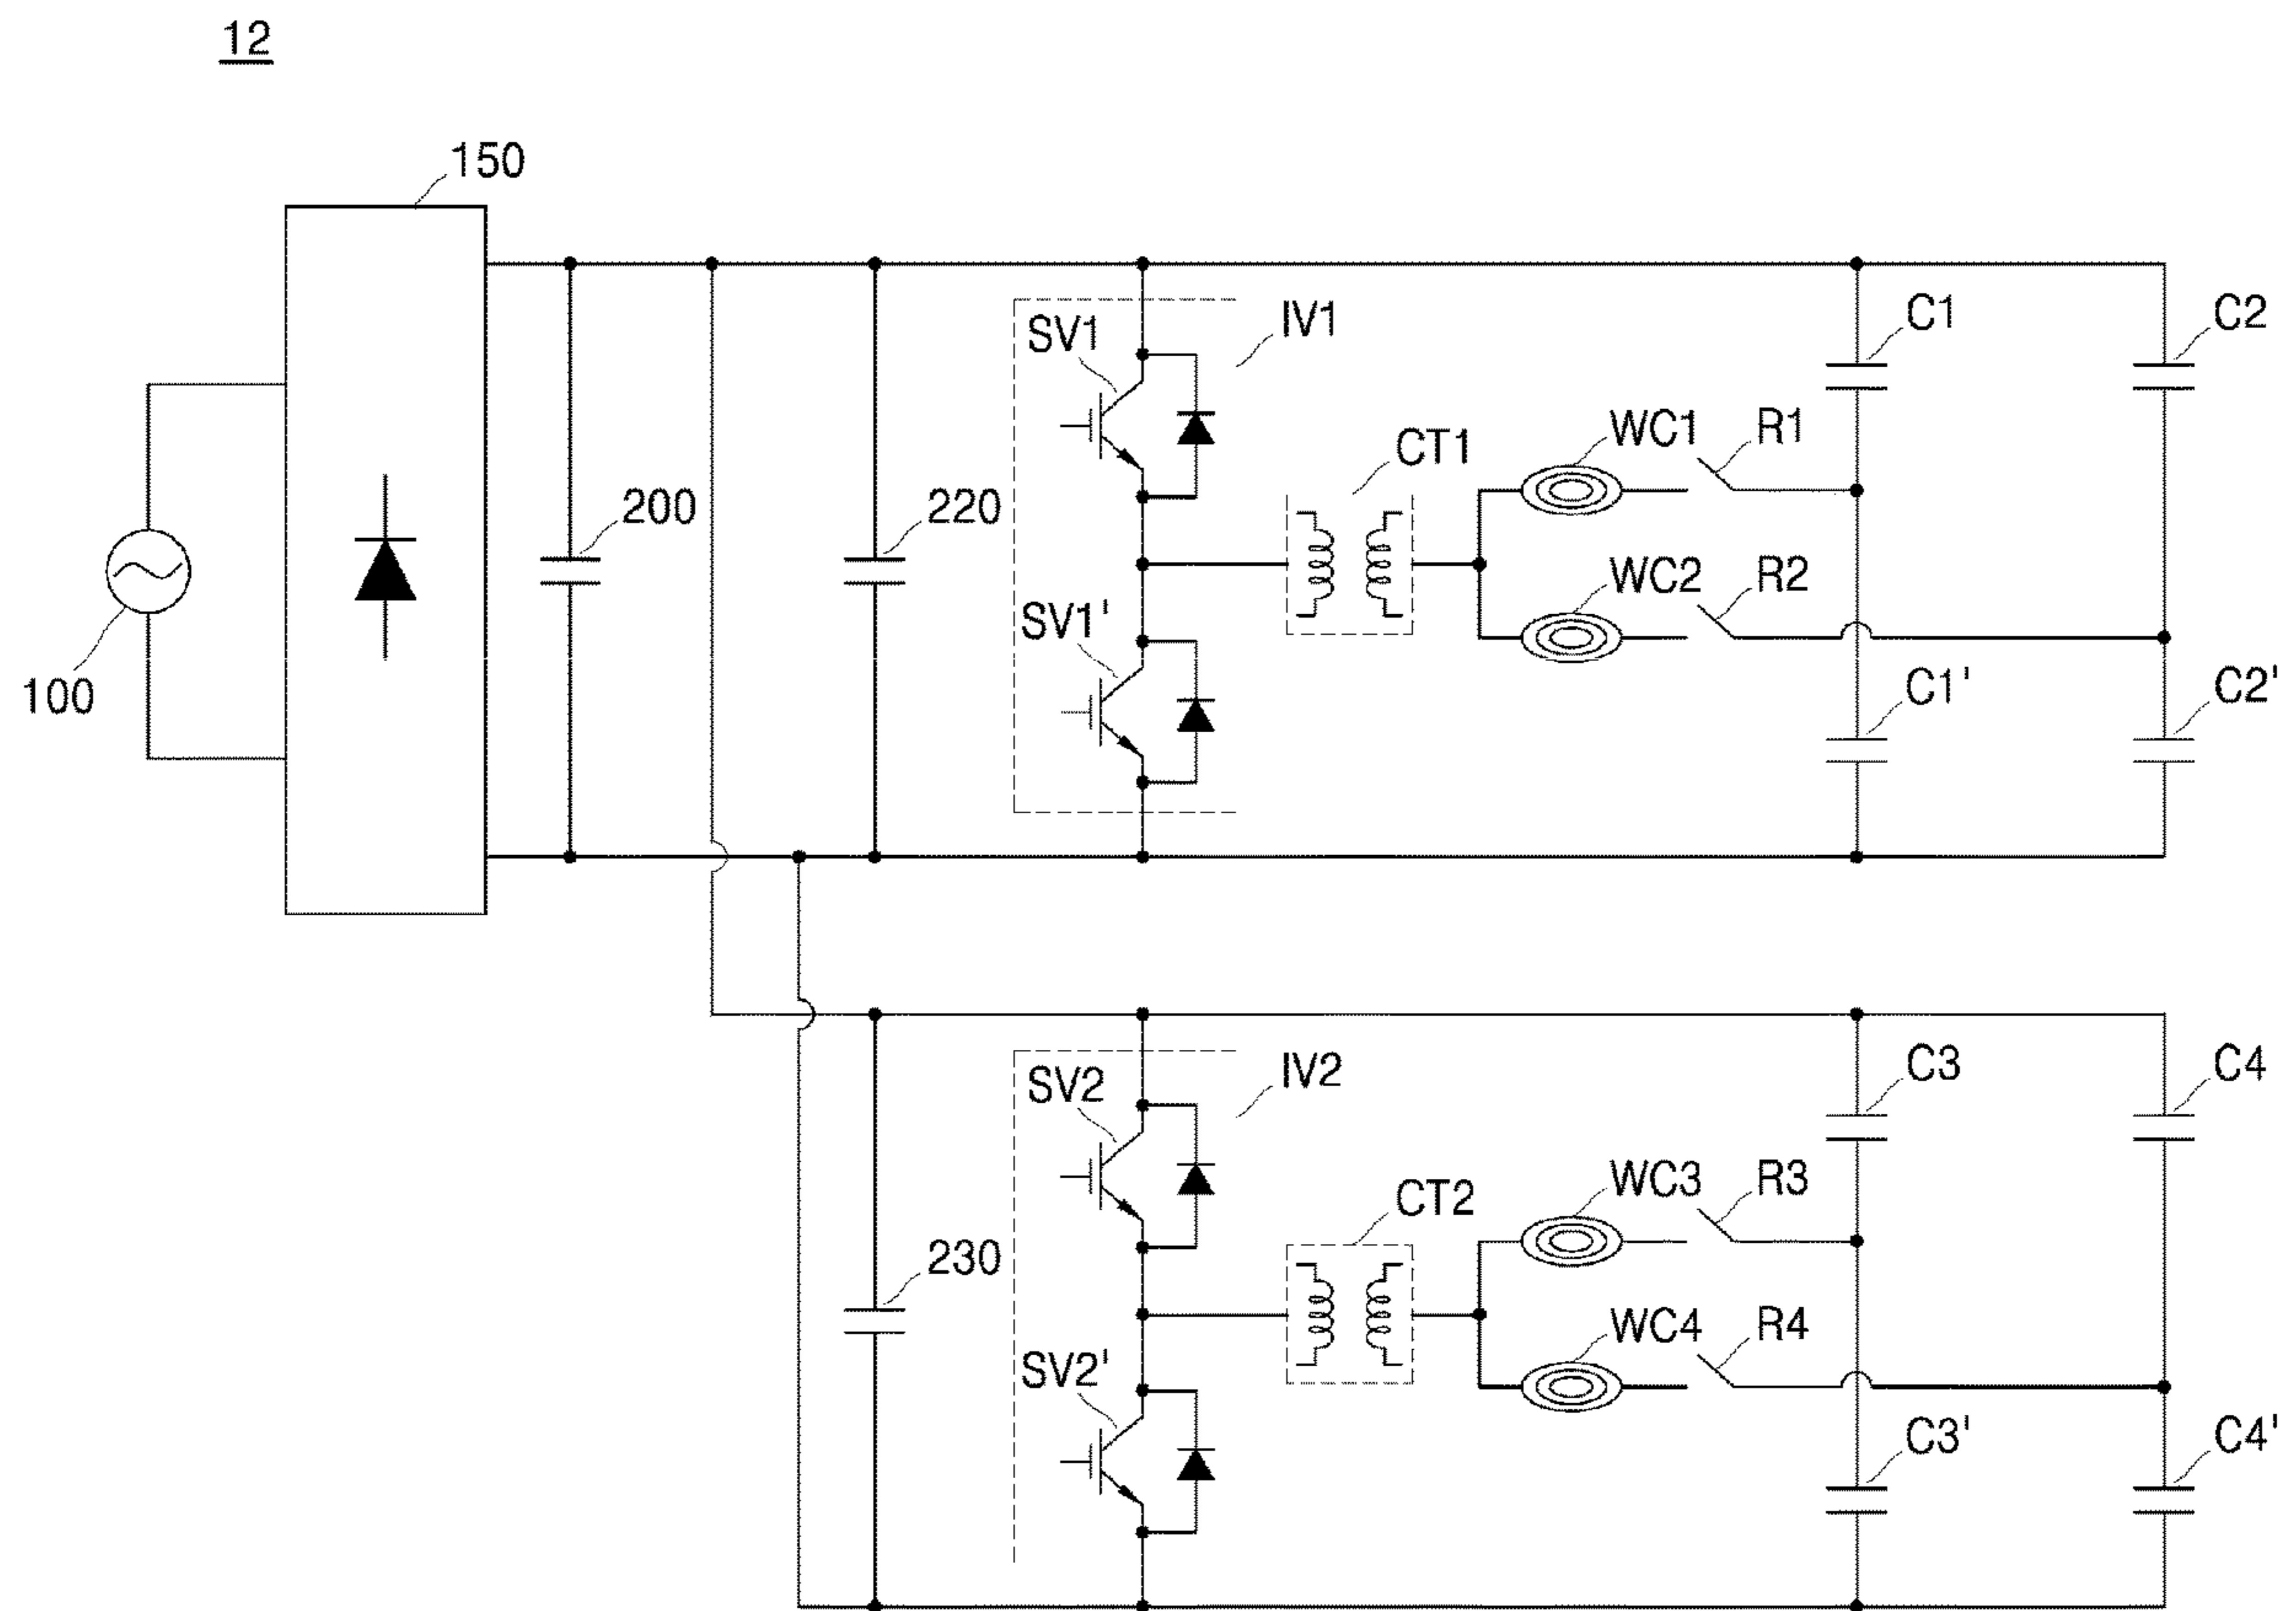 12
150
C1
C2
SV1
IV1
WC1
R1
CT1
200
220
WC2
R2
SV1'
100
C1'
C2'
SV2
IV2
C3
C4
WC3
R3
CT2
230
WC4
R4
SV2'
C3'
C4'